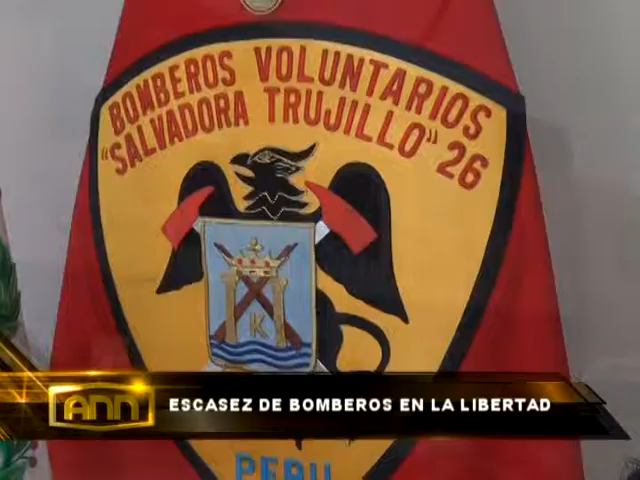 BOMBEROS VOLUNTARIOS
"SALVADORA TRUJILLO" 26
K
ANN
ESCASEZ DE BOMBEROS EN LA LIBERTAD
PERU